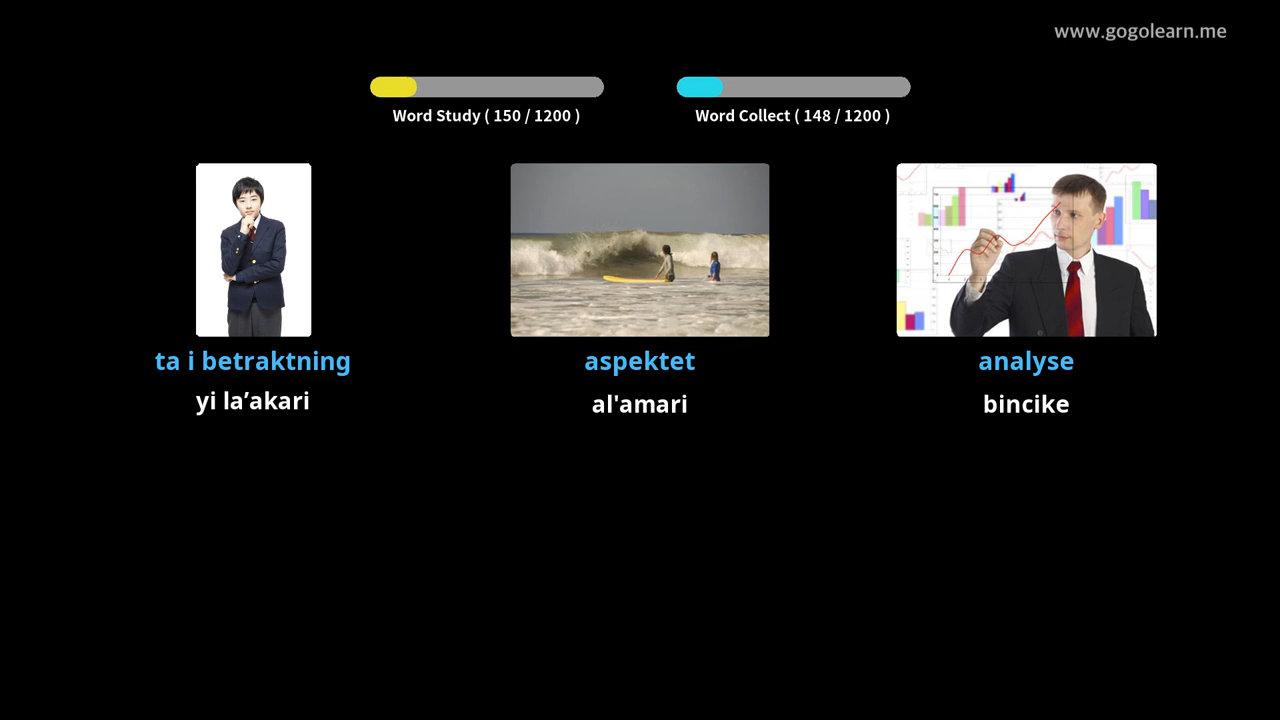 www.gogolearn.me
Word Study ( 150 / 1200 )
Word Collect ( 148 / 1200 )
ta i betraktning
aspektet
analyse
yi la’akari
al'amari
bincike